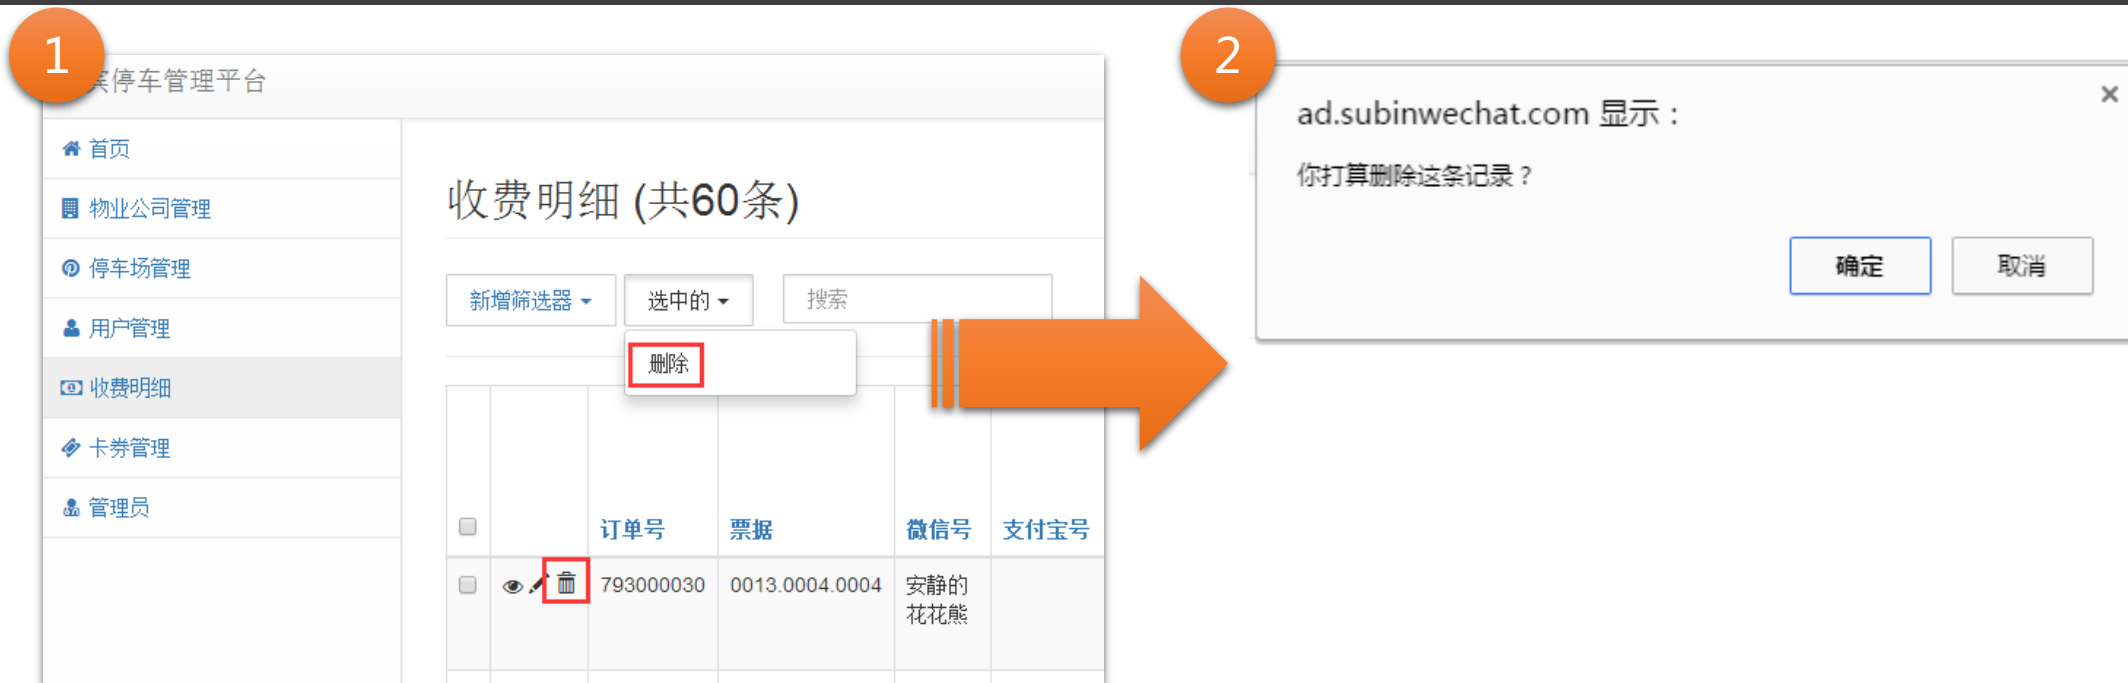 1
停车管理平台
首页
物业公司管理
停车场管理
用户管理
收费明细
卡券管理
管理员
收费明细 (共60条)
新增筛选器
选中的
搜索
删除
订单号
票据
微信号
支付宝号
793000030
0013.0004.0004
安静的
花花熊
2
ad.subinwechat.com 显示：
你打算删除这条记录？
确定
取消